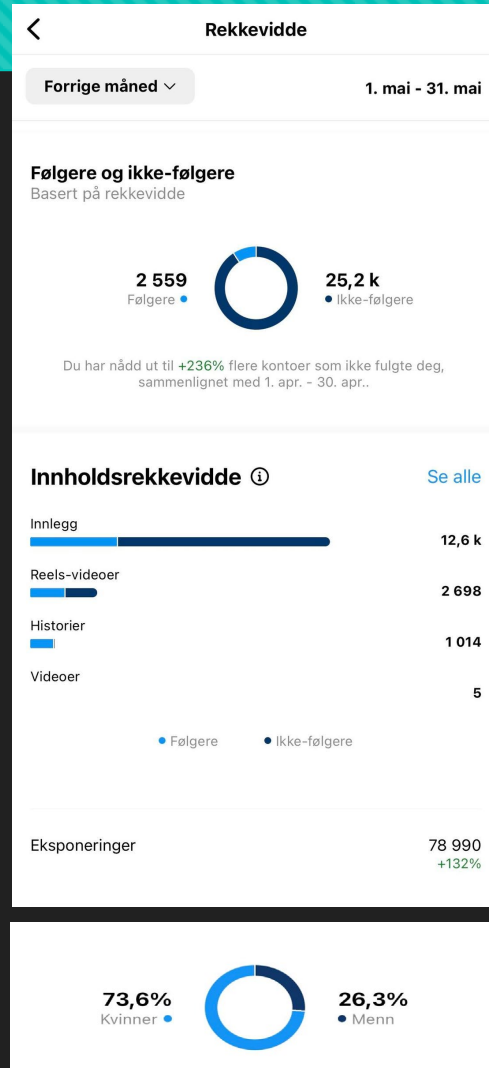 Rekkevidde
Forrige måned
1. mai - 31. mai
Følgere og ikke-følgere
Basert på rekkevidde
2 559
Følgere
25,2 k
Ikke-følgere
Du har nådd ut til +236% flere kontoer som ikke fulgte deg,
sammenlignet med 1. apr. - 30. apr..
Innholdsrekkevidde
Se alle
Innlegg
12,6 k
Reels-videoer
2 698
Historier
1 014
Videoer
5
Følgere
Ikke-følgere
Eksponeringer
78 990
+132%
73,6%
Kvinner
26,3%
Menn